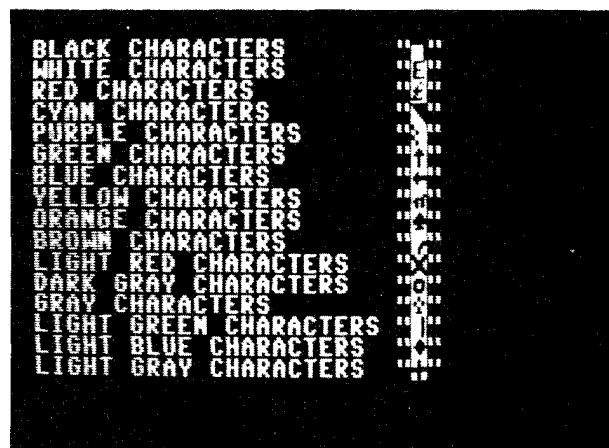 BLACK CHARACTERS
WHITE CHARACTERS
RED CHARACTERS
CYAN CHARACTERS
PURPLE CHARACTERS
GREEN CHARACTERS
BLUE CHARACTERS
YELLOW CHARACTERS
ORANGE CHARACTERS
BROWN CHARACTERS
LIGHT RED CHARACTERS
DARK GRAY CHARACTERS
GRAY CHARACTERS
LIGHT GREEN CHARACTERS
LIGHT BLUE CHARACTERS
LIGHT GRAY CHARACTERS